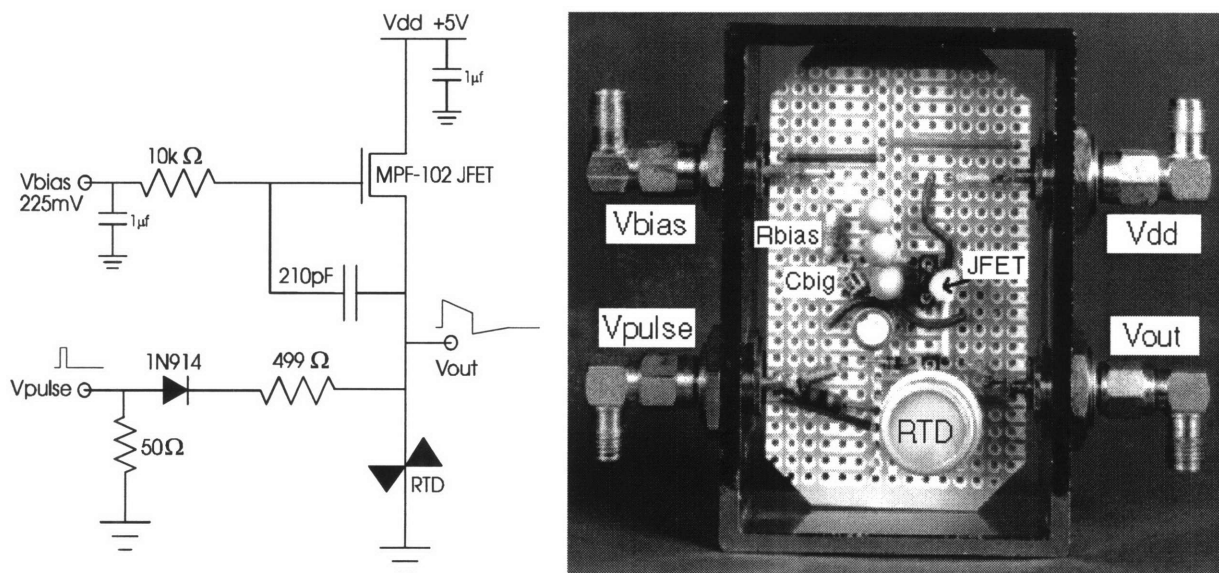 Vdd +5V
1µf
10k Ω
MPF-102 JFET
Vbias
225mV
1µf
210pF
Vout
1N914
499 Ω
Vpulse
50Ω
RTD
Vbias
Vdd
Rbias
JFET
Cbig
Vpulse
Vout
RTD